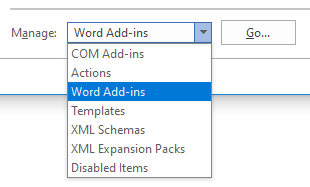 Manage: Word Add-ins Go...
COM Add-ins
Actions
Word Add-ins
Templates
XML Schemas
XML Expansion Packs
Disabled Items